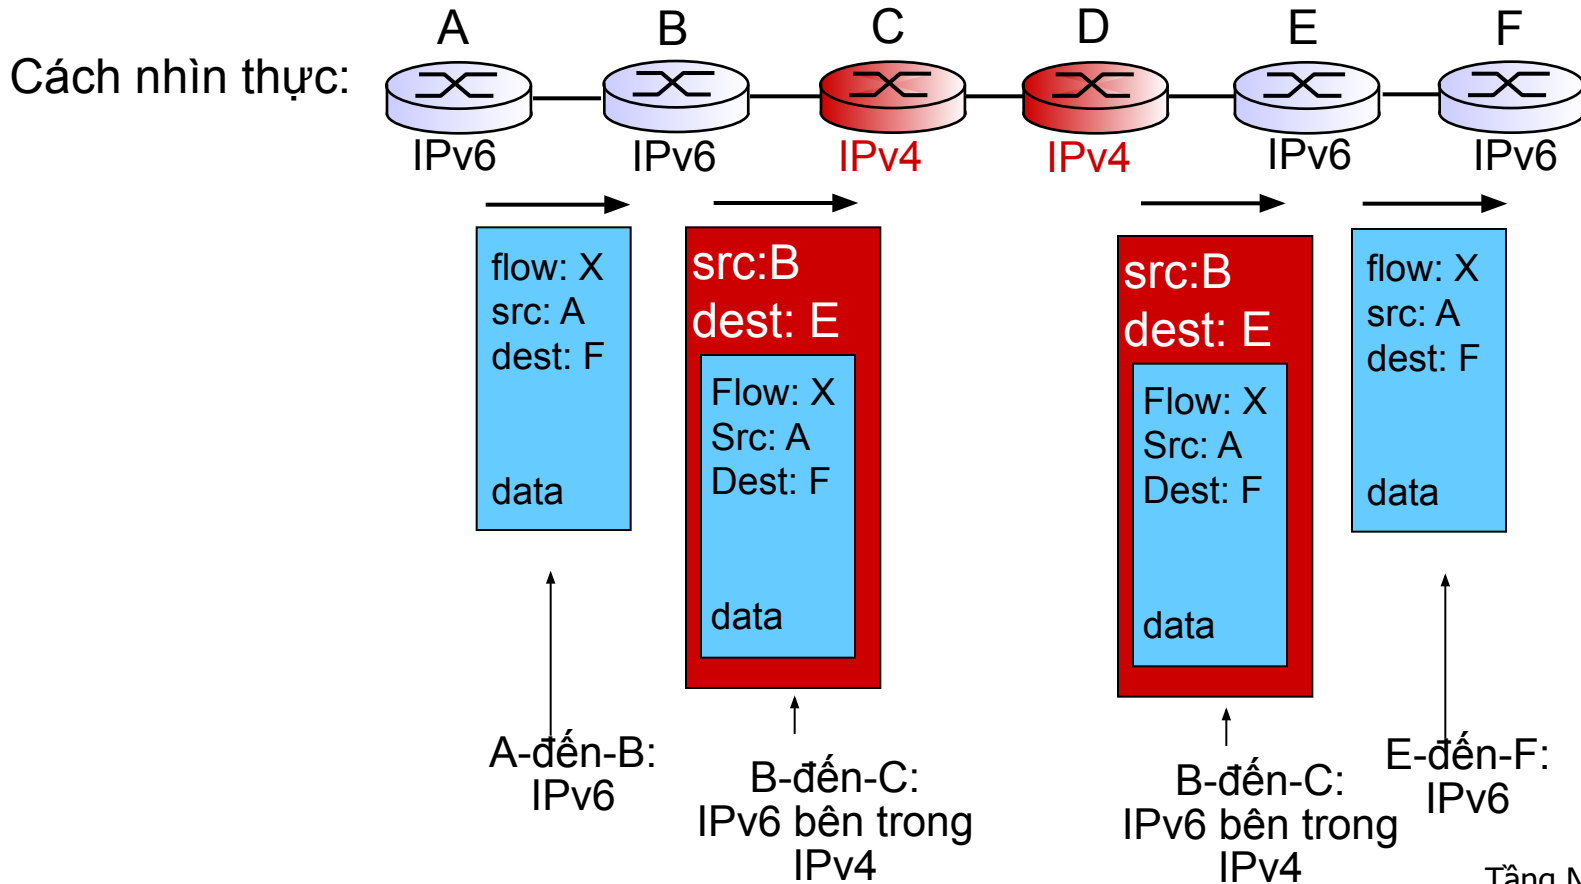 A B C D E F
Cách nhìn thực:
IPv6 IPv6 IPv4 IPv4 IPv6 IPv6
flow: X
src: A
dest: F
data
src:B
dest: E
Flow: X
Src: A
Dest: F
data
src:B
dest: E
Flow: X
Src: A
Dest: F
data
flow: X
src: A
dest: F
data
A-đến-B:
IPv6
B-đến-C:
IPv6 bên trong
IPv4
B-đến-C:
IPv6 bên trong
IPv4
E-đến-F:
IPv6
Tầng